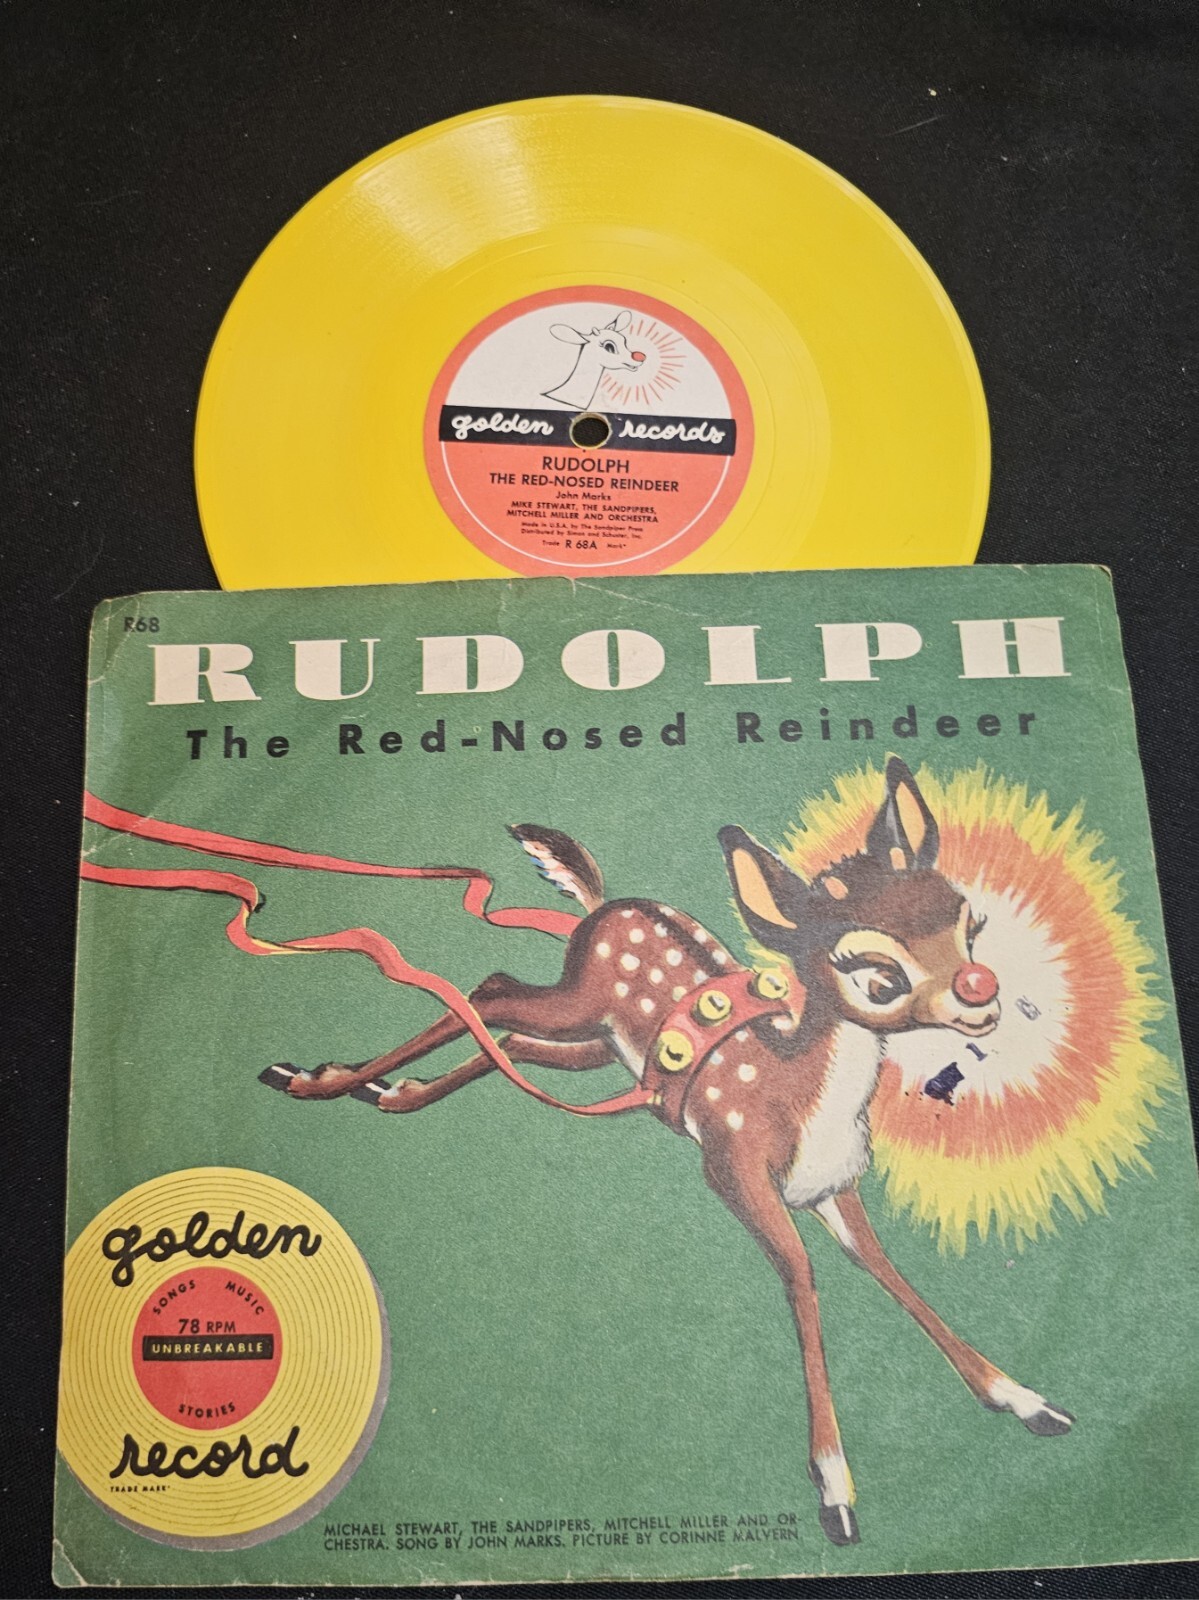 golden records
RUDOLPH
THE RED-NOSED REINDEER
John Marks
MIKE STEWART, THE SANDPIPERS,
MITCHELL MILLER AND ORCHESTRA
Made in U.S.A. by The Sandpiper Press
Distributed by Simon and Schuster, Inc.
Trade R 68A Mark*
R68
RUDOLPH
The Red-Nosed Reindeer
golden
SONGS MUSIC
78 RPM
UNBREAKABLE
STORIES
record
TRADE MARK*
MICHAEL STEWART, THE SANDPIPERS, MITCHELL MILLER AND OR-
CHESTRA. SONG BY JOHN MARKS. PICTURE BY CORINNE MALVERN.